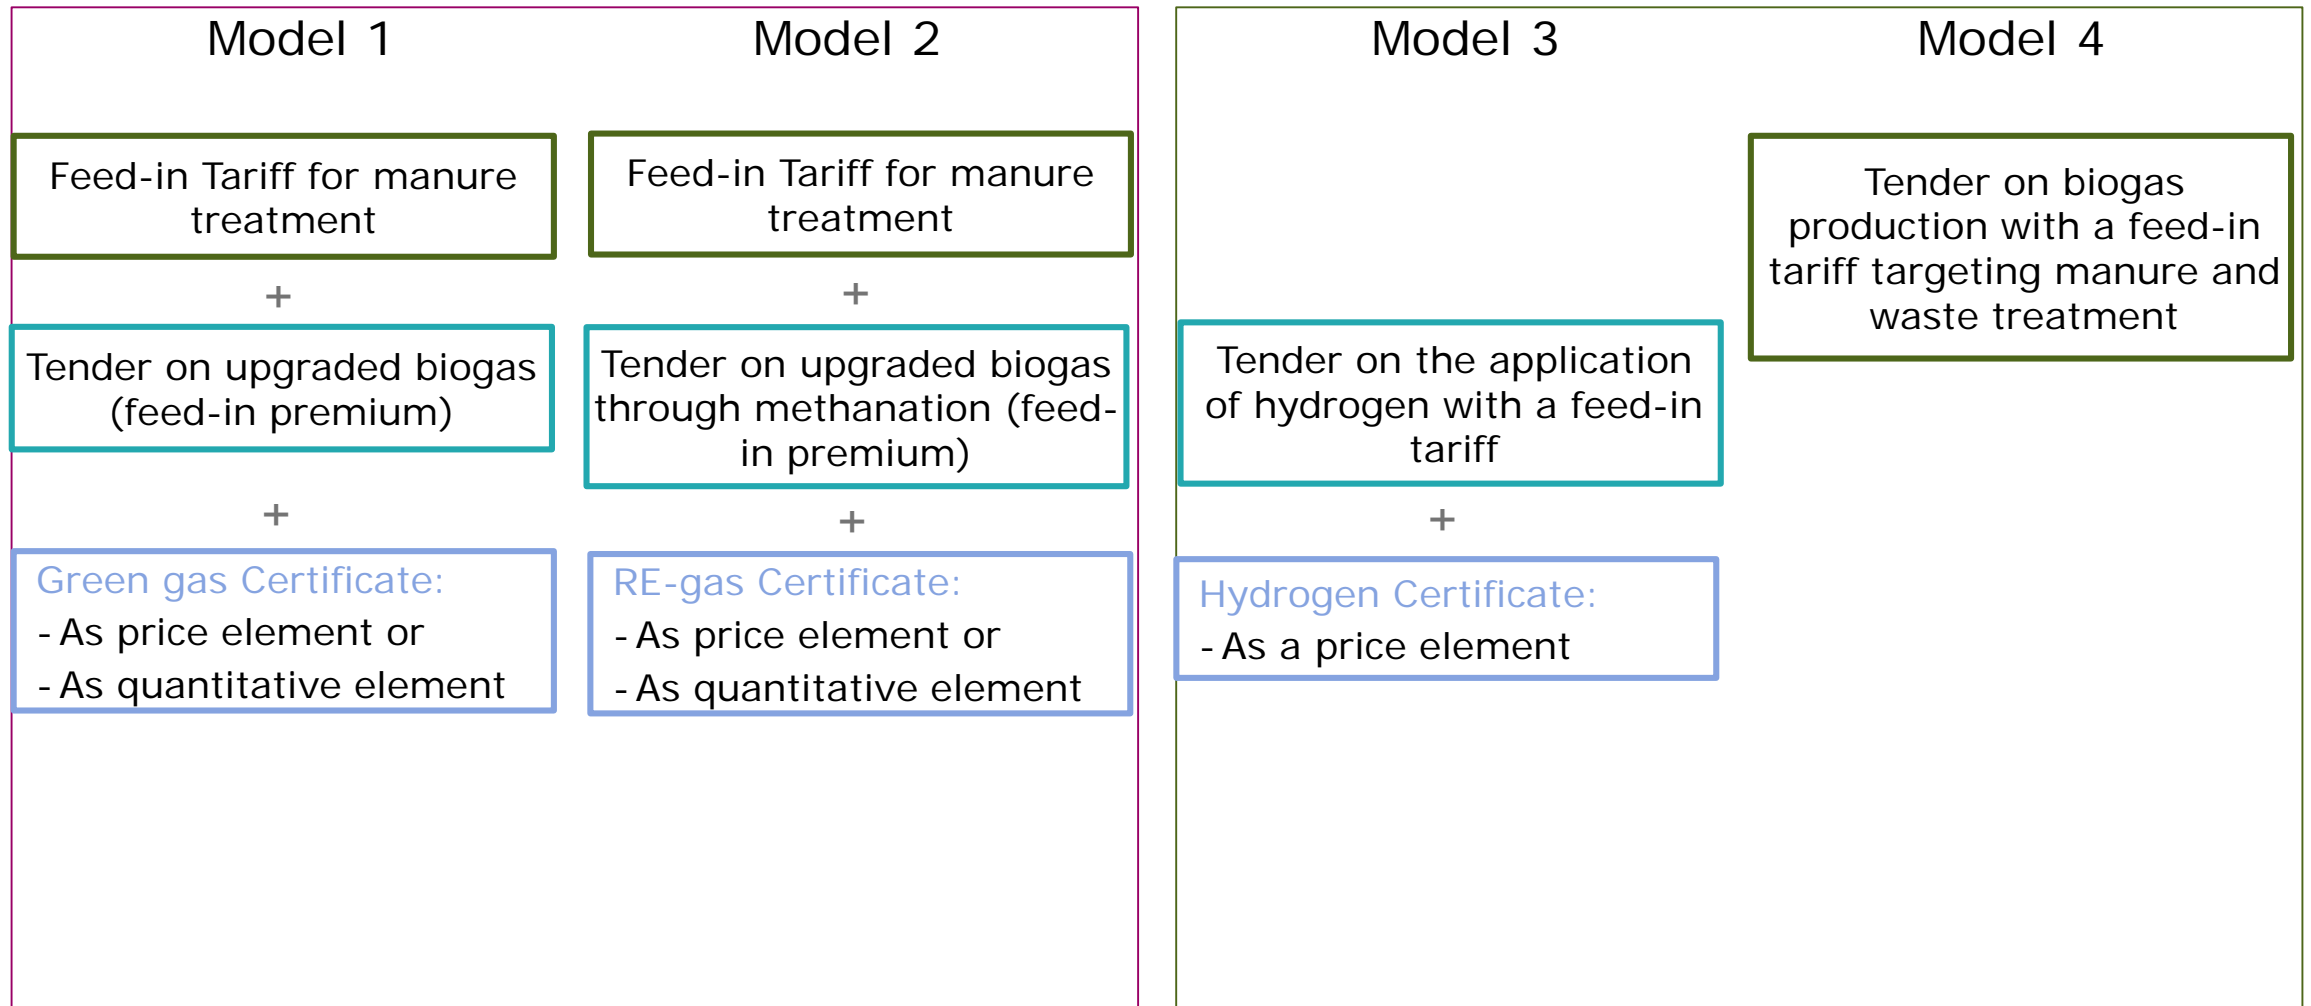 Model 1
Feed-in Tariff for manure
treatment
+
Tender on upgraded biogas
(feed-in premium)
+
Green gas Certificate:
- As price element or
- As quantitative element
Model 2
Feed-in Tariff for manure
treatment
+
Tender on upgraded biogas
through methanation (feed-
in premium)
+
RE-gas Certificate:
- As price element or
- As quantitative element
Model 3
Tender on the application
of hydrogen with a feed-in
tariff
+
Hydrogen Certificate:
- As a price element
Model 4
Tender on biogas
production with a feed-in
tariff targeting manure and
waste treatment